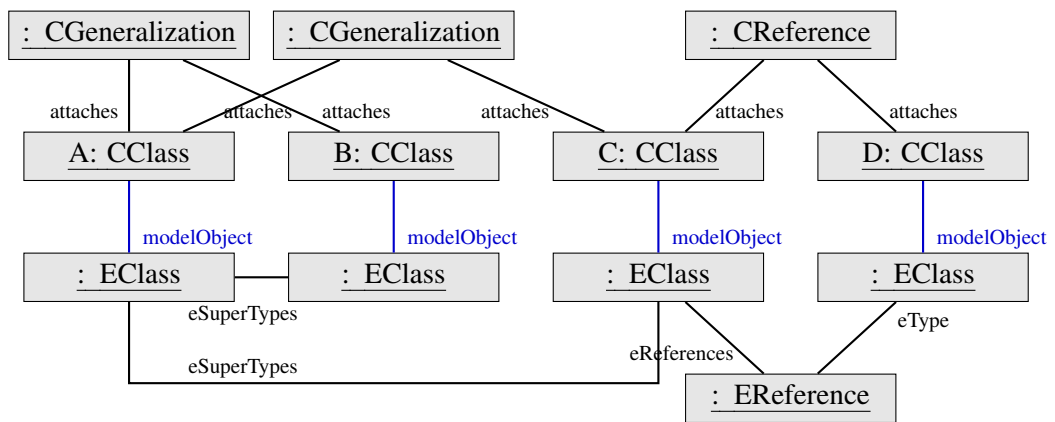 : CGeneralization
: CGeneralization
: CReference
attaches
attaches
attaches
attaches
attaches
attaches
A: CClass
B: CClass
C: CClass
D: CClass
modelObject
modelObject
modelObject
modelObject
: EClass
: EClass
: EClass
: EClass
eSuperTypes
eType
eReferences
eSuperTypes
: EReference